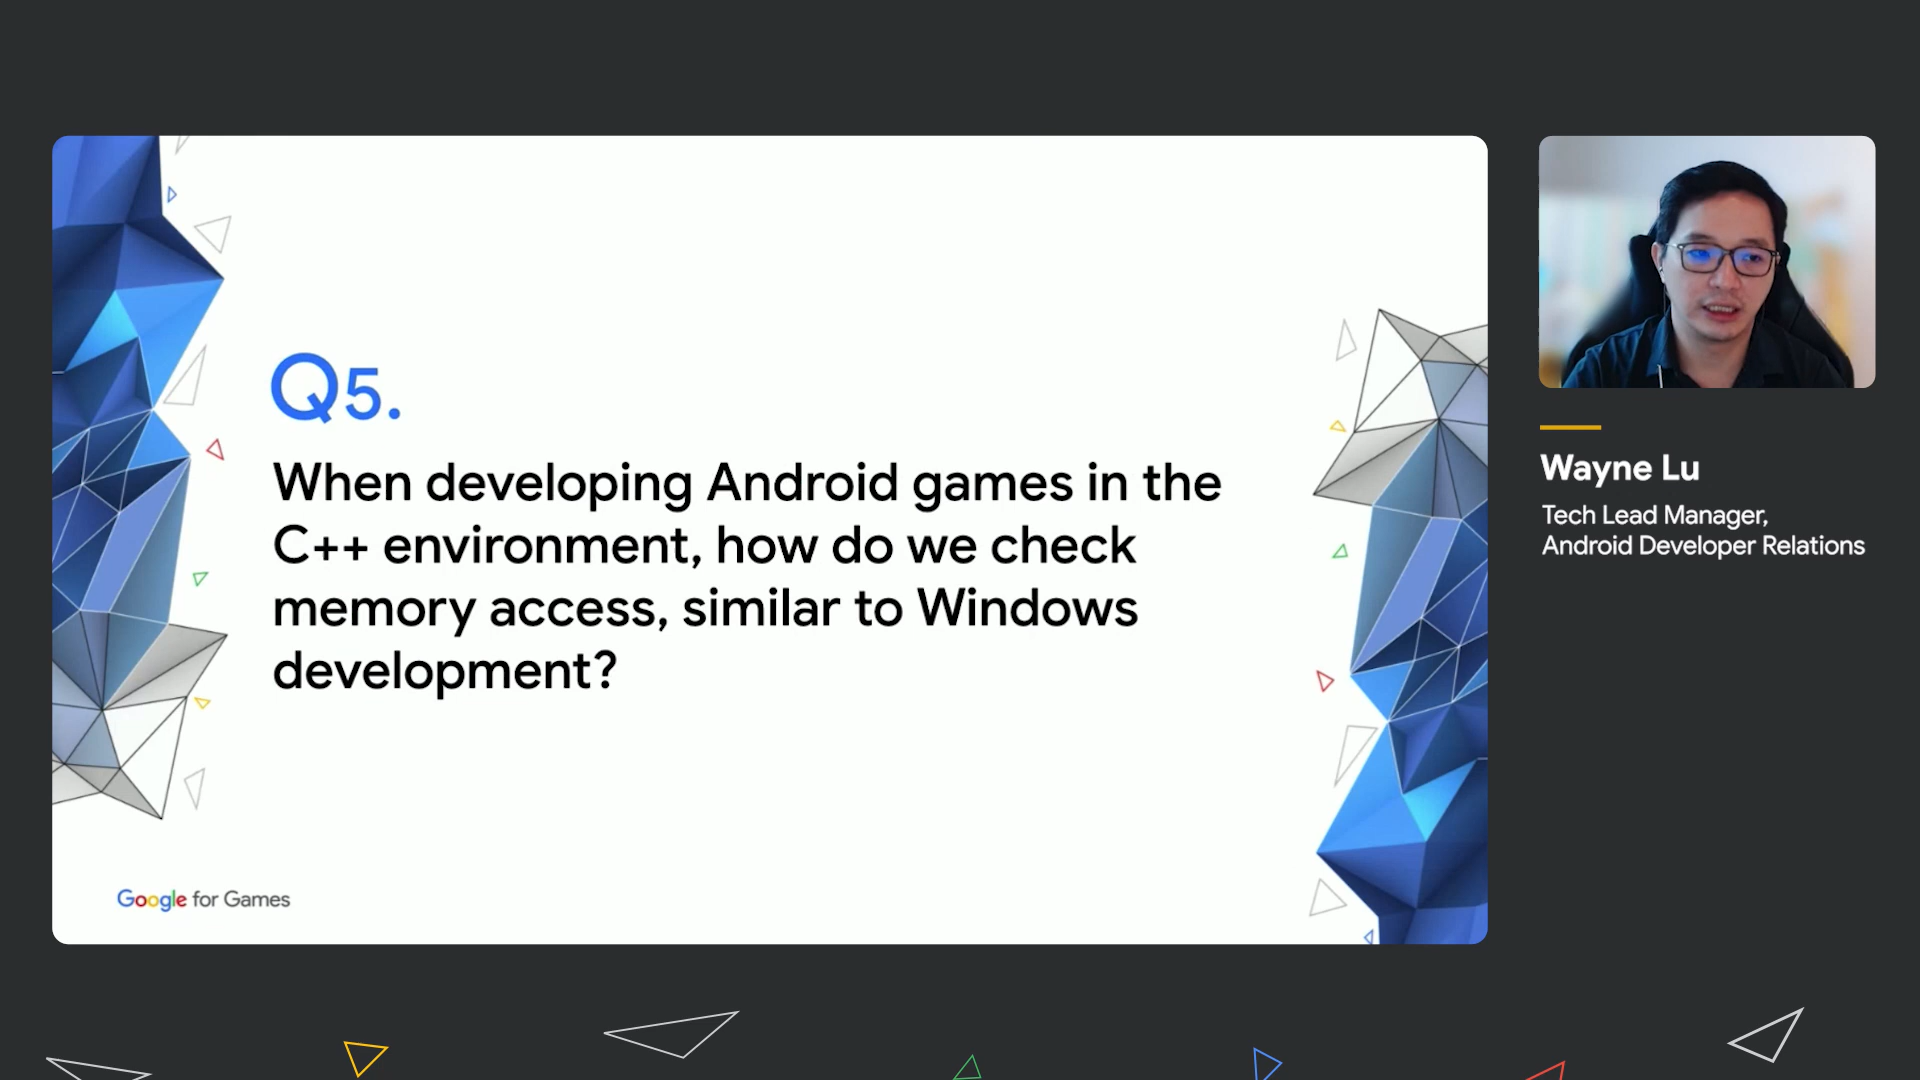 Q5.
When developing Android games in the
C++ environment, how do we check
memory access, similar to Windows
development?
Google for Games
Wayne Lu
Tech Lead Manager,
Android Developer Relations